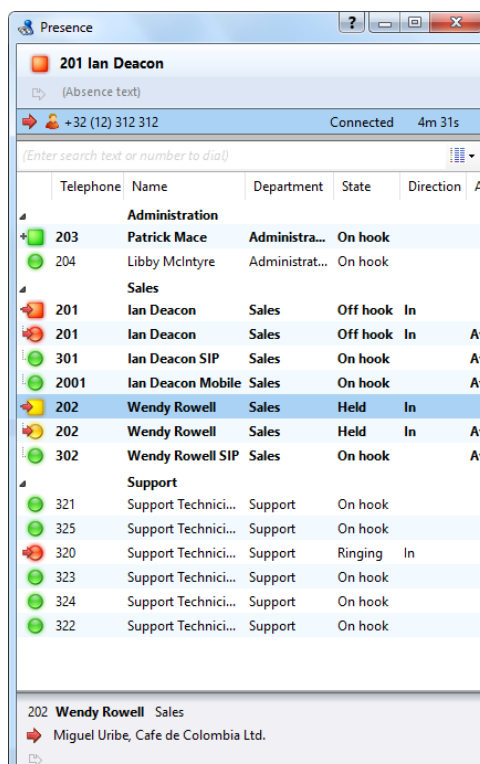 Presence
?
201 Ian Deacon
(Absence text)
+32 (12) 312 312 Connected 4m 31s
(Enter search text or number to dial)
Telephone Name Department State Direction A
Administration
203 Patrick Mace Administra... On hook
204 Libby McIntyre Administrat... On hook
Sales
201 Ian Deacon Sales Off hook In
201 Ian Deacon Sales Off hook In A
301 Ian Deacon SIP Sales On hook A
2001 Ian Deacon Mobile Sales On hook A
202 Wendy Rowell Sales Held In
202 Wendy Rowell Sales Held In A
302 Wendy Rowell SIP Sales On hook A
Support
321 Support Technici... Support On hook
325 Support Technici... Support On hook
320 Support Technici... Support Ringing In
323 Support Technici... Support On hook
324 Support Technici... Support On hook
322 Support Technici... Support On hook
202 Wendy Rowell Sales
Miguel Uribe, Cafe de Colombia Ltd.